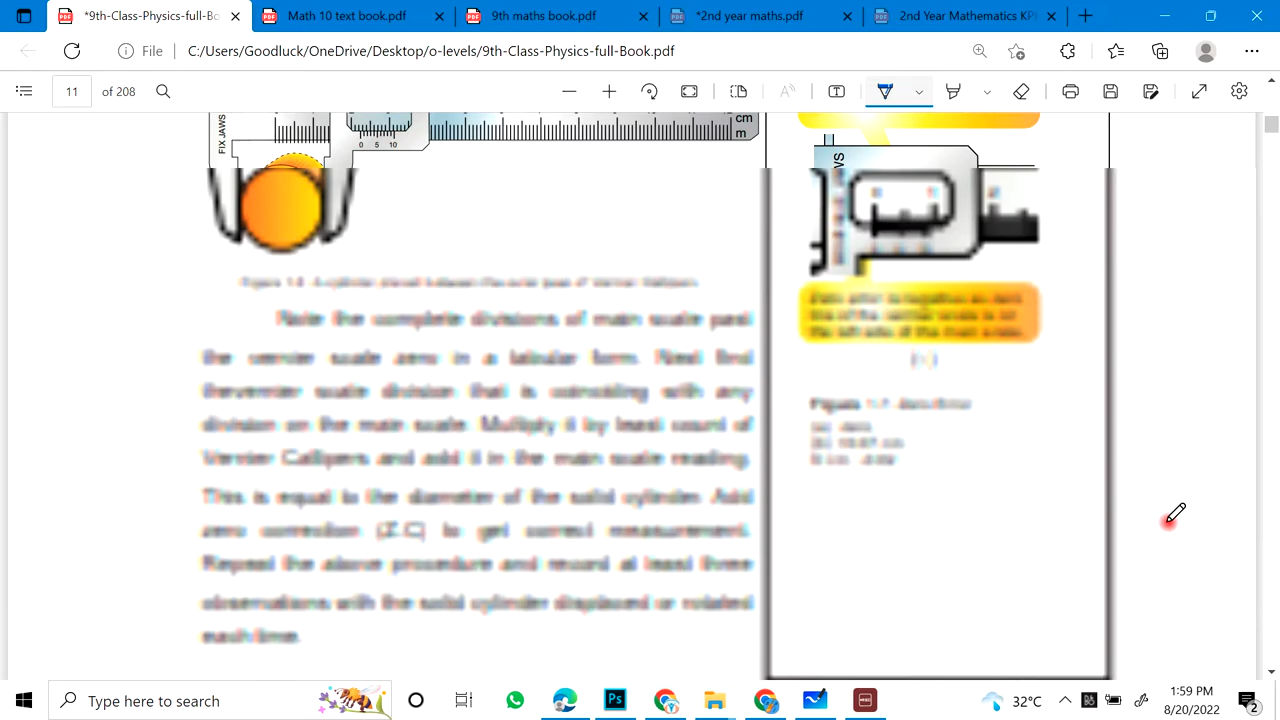 *9th-Class-Physics-full-Bo
Math 10 text book.pdf
9th maths book.pdf
*2nd year maths.pdf
2nd Year Mathematics KP
File
C:/Users/Goodluck/OneDrive/Desktop/o-levels/9th-Class-Physics-full-Book.pdf
11 of 208
FIX JAWS
0 5 10
cm
m
WS
Note the complete divisions of main scale past
the vernier scale zero in a tabular form. Next find
thevernier scale division that is coinciding with any
division on the main scale. Multiply it by least count of
Vernier Callipers and add it in the main scale reading.
This is equal to the diameter of the solid cylinder. Add
zero correction (Z.C) to get correct measurement.
Repeat the above procedure and record at least three
observations with the solid cylinder displaced or rotated
each time.
Figure
Type here to search
32°C
1:59 PM
8/20/2022
2